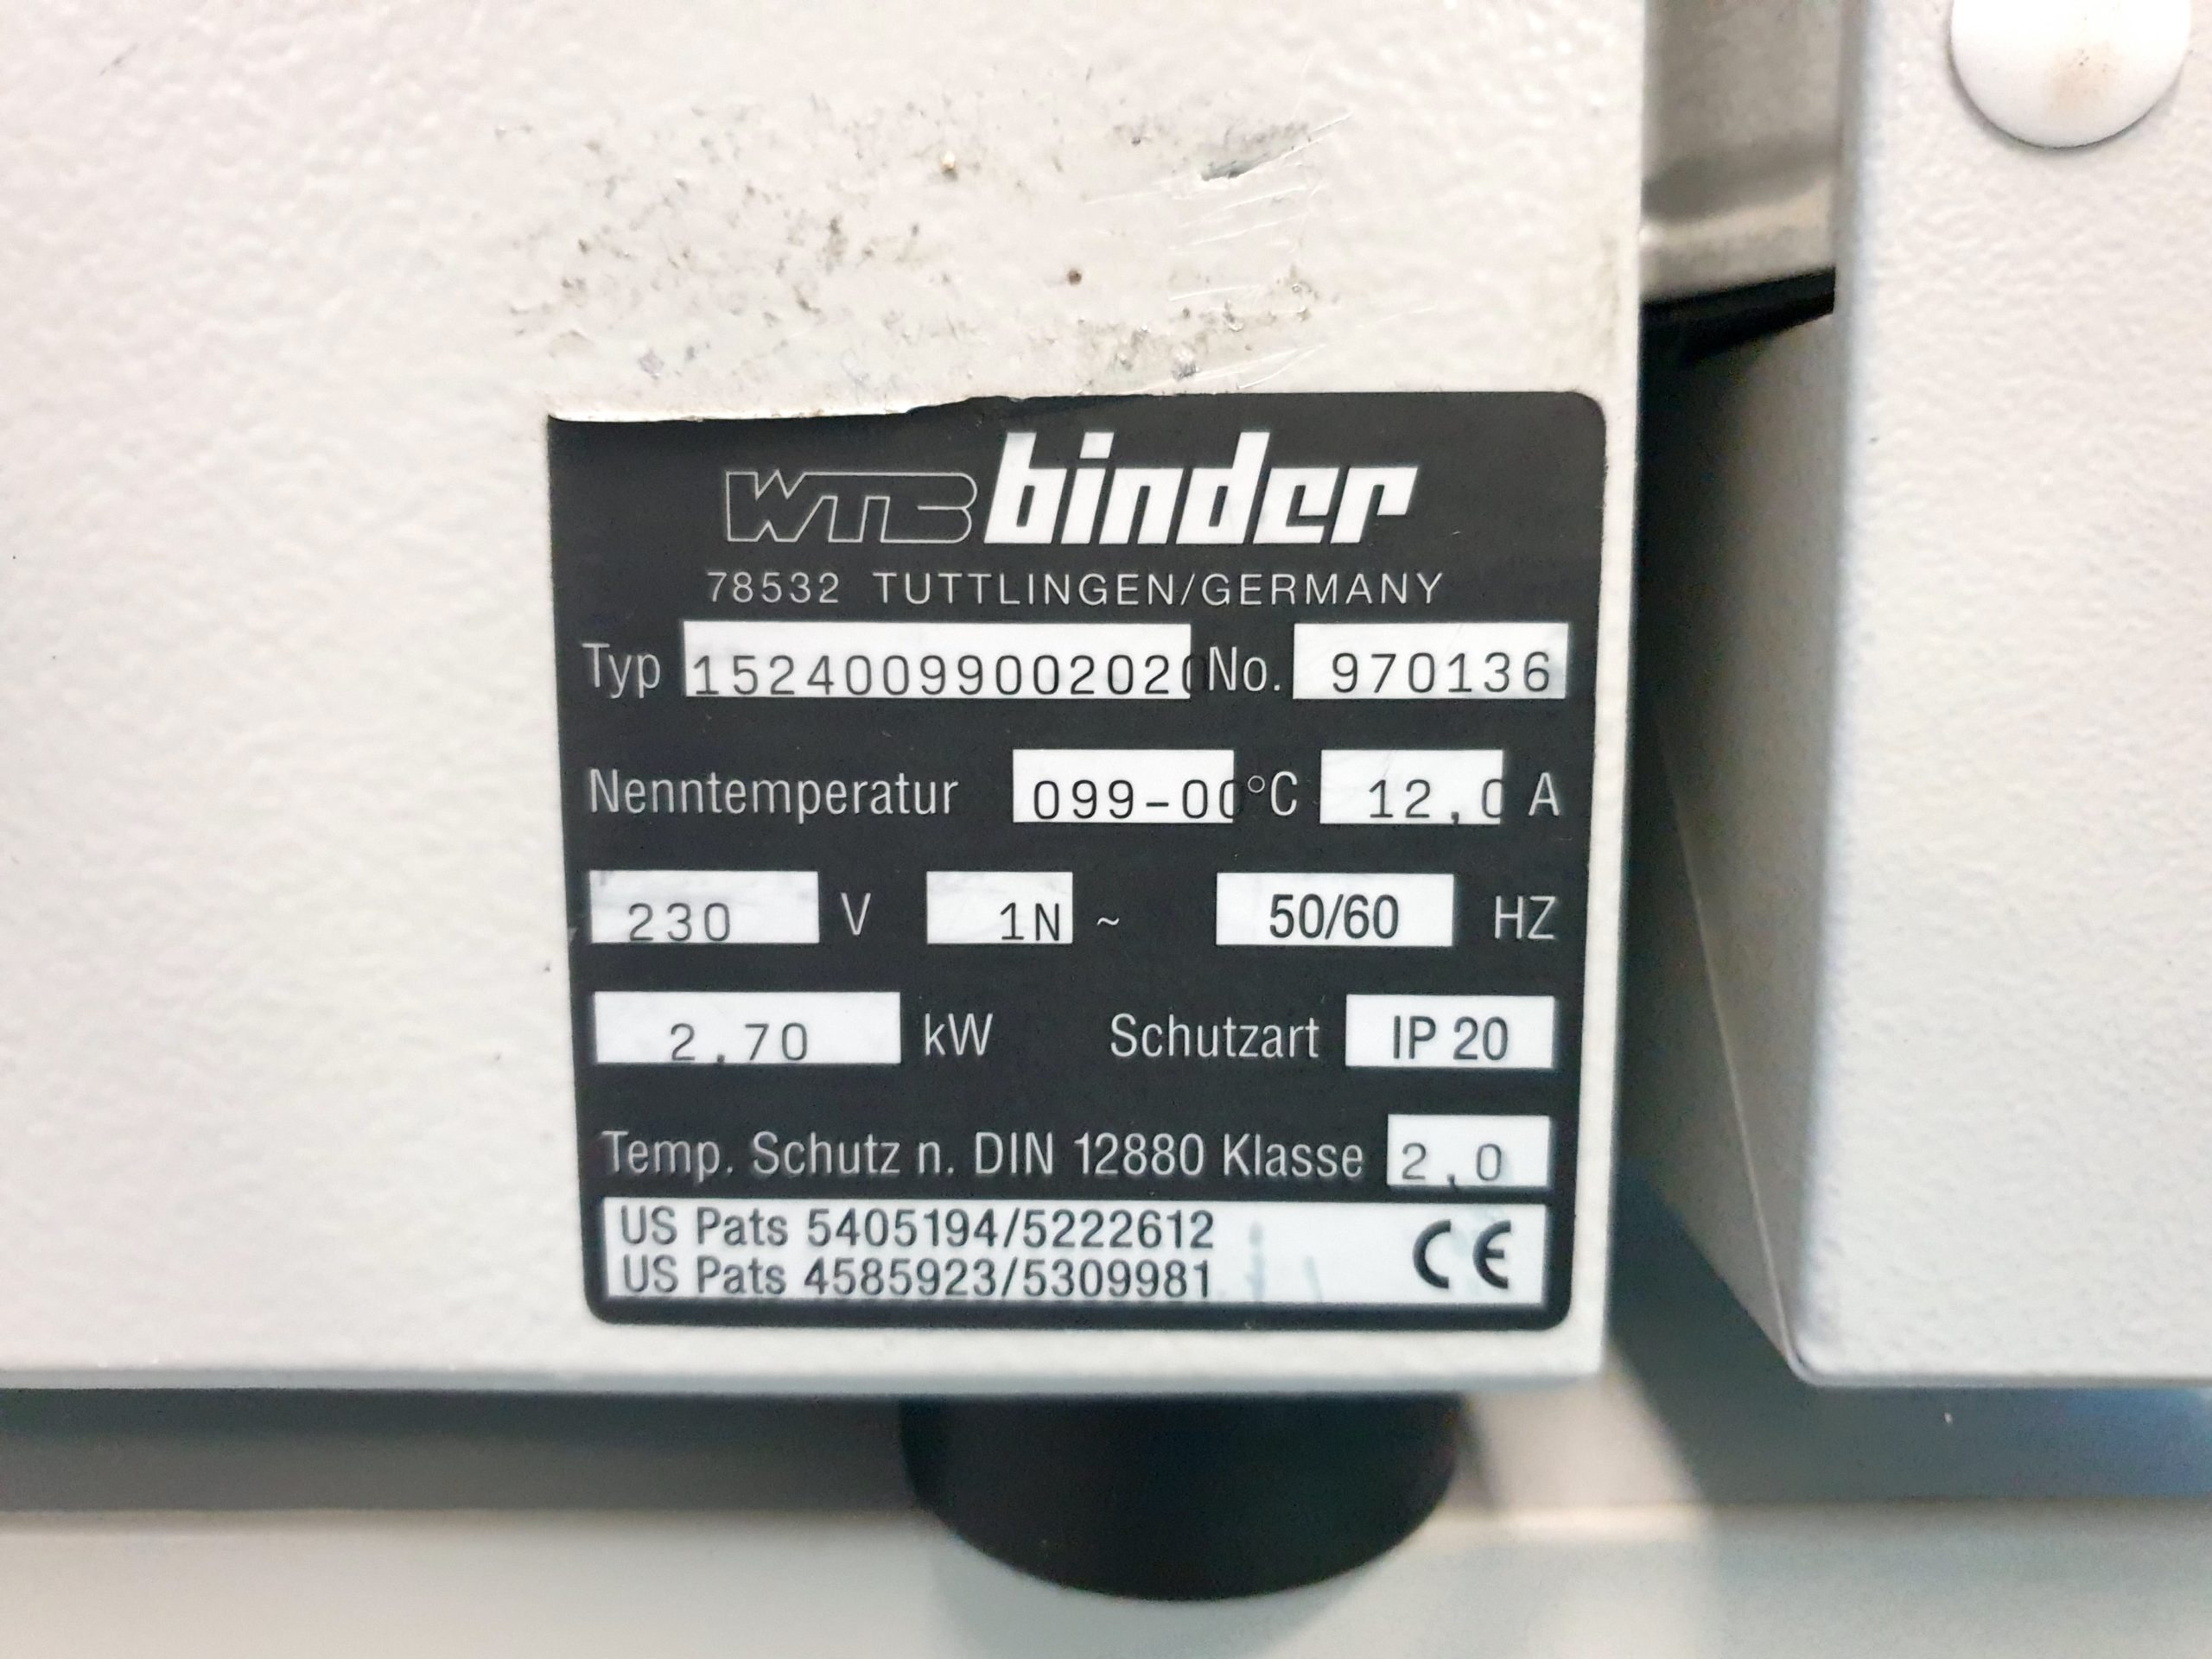 WTC binder
78532 TUTTLINGEN/GERMANY
Typ 15240099002020 No. 970136
Nenntemperatur 099-00 °C 12,0 A
230 V 1N ~ 50/60 HZ
2,70 kW Schutzart IP 20
Temp. Schutz n. DIN 12880 Klasse 2,0
US Pats 5405194/5222612
US Pats 4585923/5309981 CE